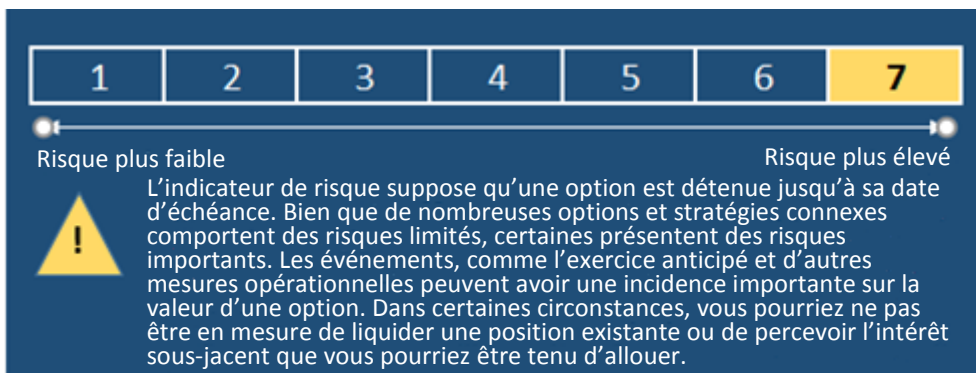 1 2 3 4 5 6 7
Risque plus faible Risque plus élevé
L’indicateur de risque suppose qu’une option est détenue jusqu’à sa date
d’échéance. Bien que de nombreuses options et stratégies connexes
comportent des risques limités, certaines présentent des risques
importants. Les événements, comme l’exercice anticipé et d’autres
mesures opérationnelles peuvent avoir une incidence importante sur la
valeur d’une option. Dans certaines circonstances, vous pourriez ne pas
être en mesure de liquider une position existante ou de percevoir l’intérêt
sous-jacent que vous pourriez être tenu d’allouer.
!